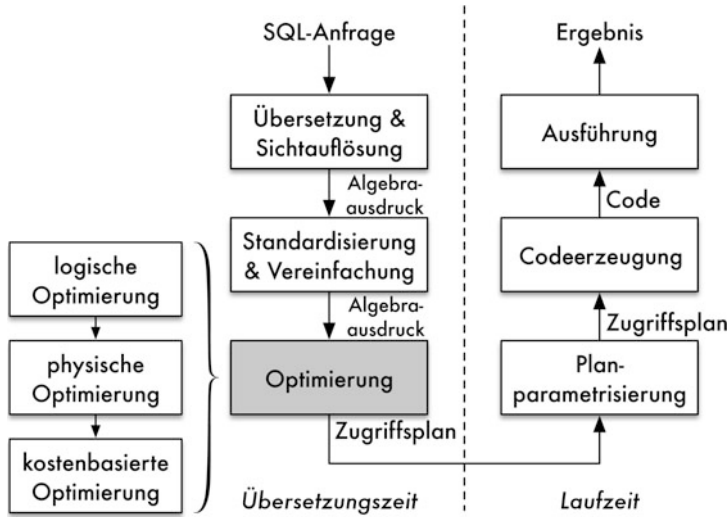 SQL-Anfrage
Übersetzung &
Sichtauflösung
Algebra-
ausdruck
Standardisierung
& Vereinfachung
Algebra-
ausdruck
Optimierung
Zugriffsplan
logische
Optimierung
physische
Optimierung
kostenbasierte
Optimierung
Übersetzungszeit
Ergebnis
Ausführung
Code
Codeerzeugung
Zugriffsplan
Plan-
parametrisierung
Laufzeit